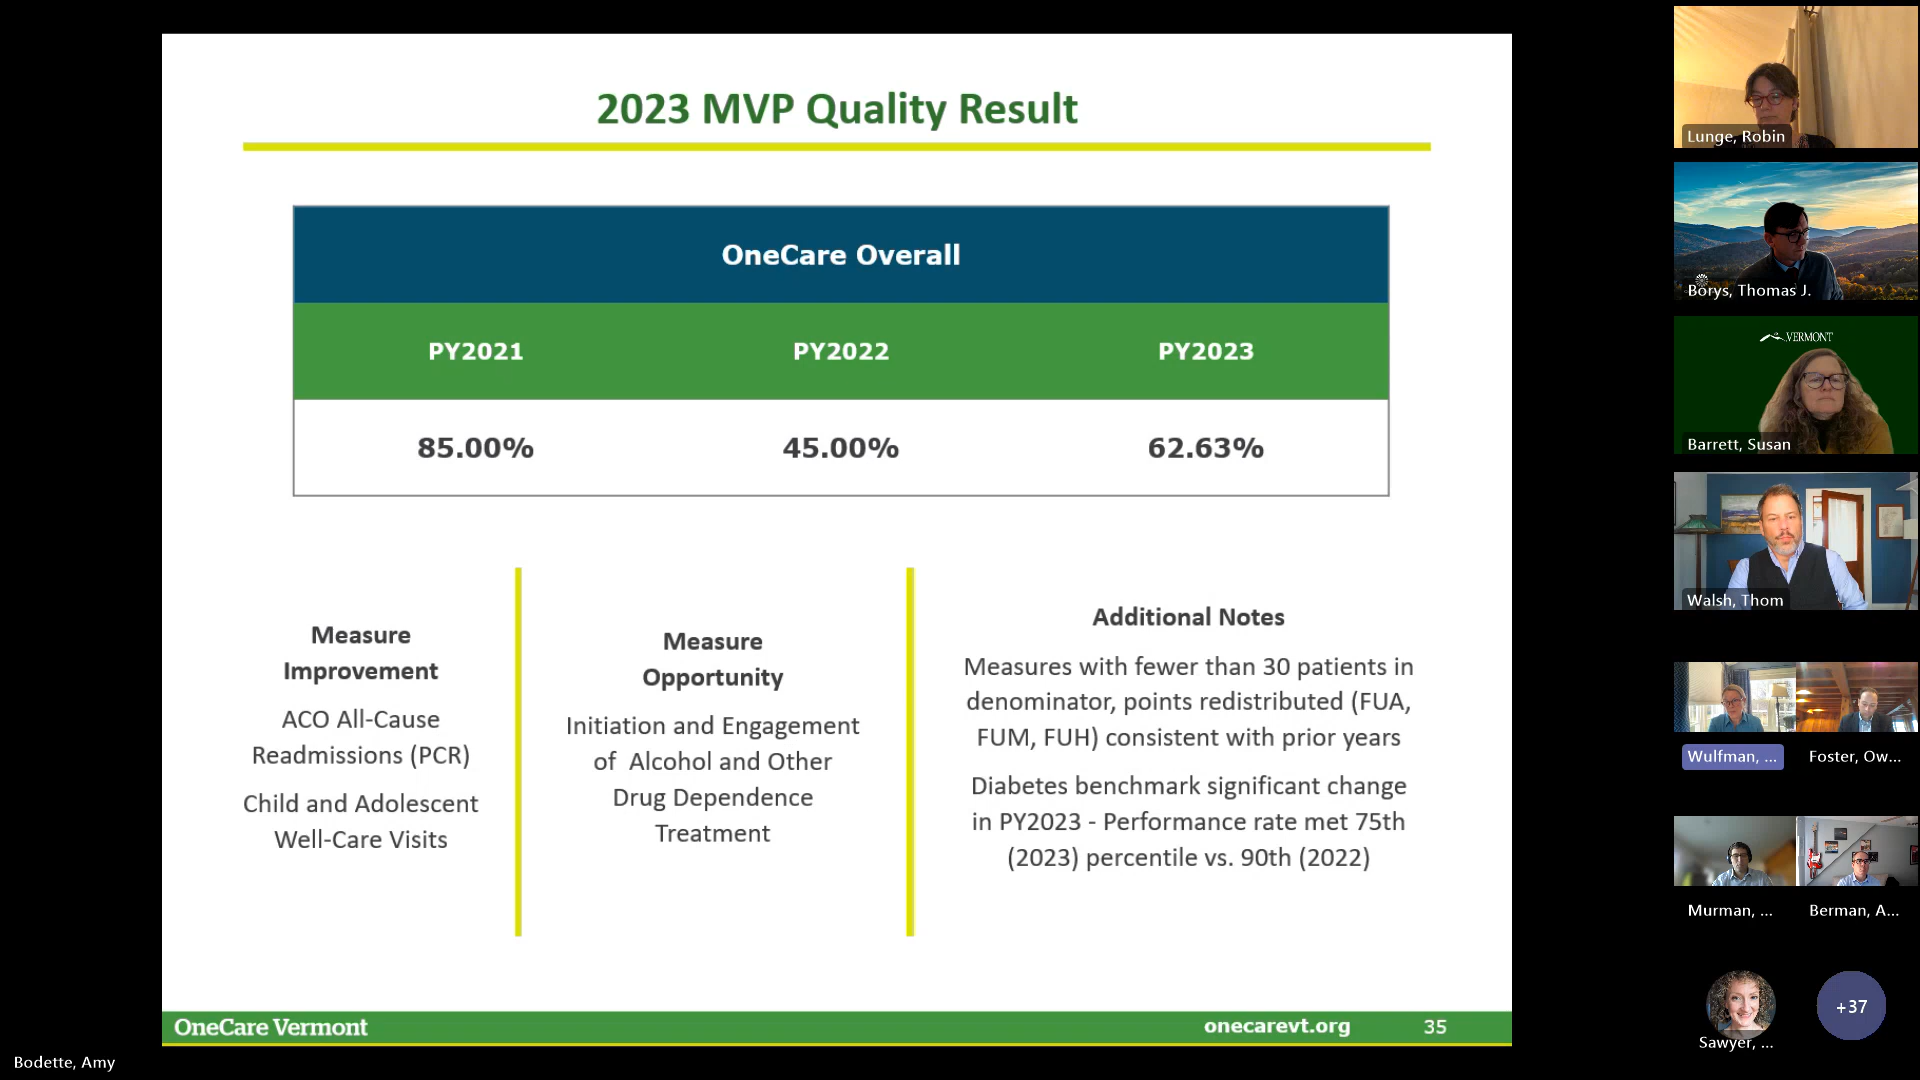 2023 MVP Quality Result
OneCare Overall
PY2021 PY2022 PY2023
85.00% 45.00% 62.63%
Measure
Improvement
ACO All-Cause
Readmissions (PCR)
Child and Adolescent
Well-Care Visits
Measure
Opportunity
Initiation and Engagement
of Alcohol and Other
Drug Dependence
Treatment
Additional Notes
Measures with fewer than 30 patients in
denominator, points redistributed (FUA,
FUM, FUH) consistent with prior years
Diabetes benchmark significant change
in PY2023 - Performance rate met 75th
(2023) percentile vs. 90th (2022)
OneCare Vermont
onecarevt.org 35
Bodette, Amy
Lunge, Robin
Borys, Thomas J.
VERMONT
Barrett, Susan
Walsh, Thom
Wulfman, ...
Foster, Ow...
Murman, ...
Berman, A...
Sawyer, ...
+37